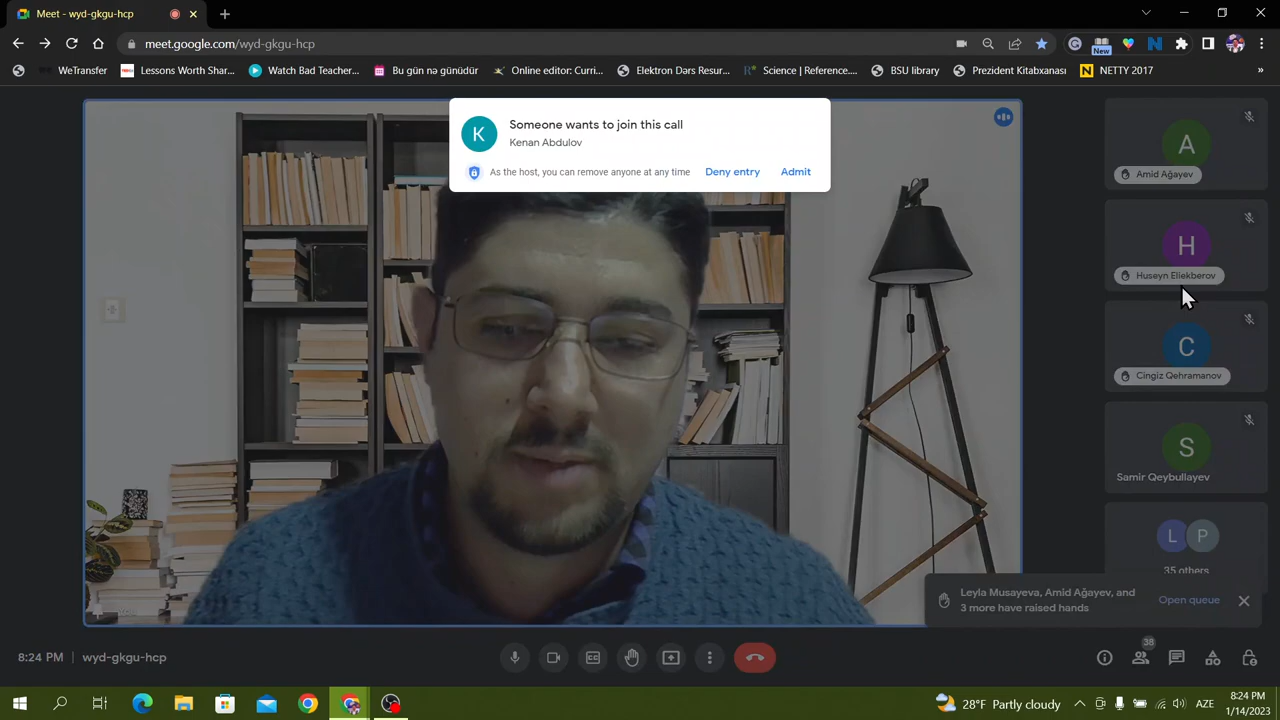 Meet - wyd-gkgu-hcp
meet.google.com/wyd-gkgu-hcp
New
WeTransfer
Lessons Worth Shar...
Watch Bad Teacher...
Bu gün nə günüdür
Online editor: Curri...
Elektron Dərs Resur...
Science | Reference....
BSU library
Prezident Kitabxanası
NETTY 2017
»
Someone wants to join this call
K
Kenan Abdulov
As the host, you can remove anyone at any time
Deny entry
Admit
A
Amid Ağayev
H
Huseyn Eliekberov
C
Cingiz Qehramanov
S
Samir Qeybullayev
L P
35 others
Leyla Musayeva, Amid Ağayev, and
3 more have raised hands
Open queue
8:24 PM | wyd-gkgu-hcp
38
28°F Partly cloudy
AZE
8:24 PM
1/14/2023